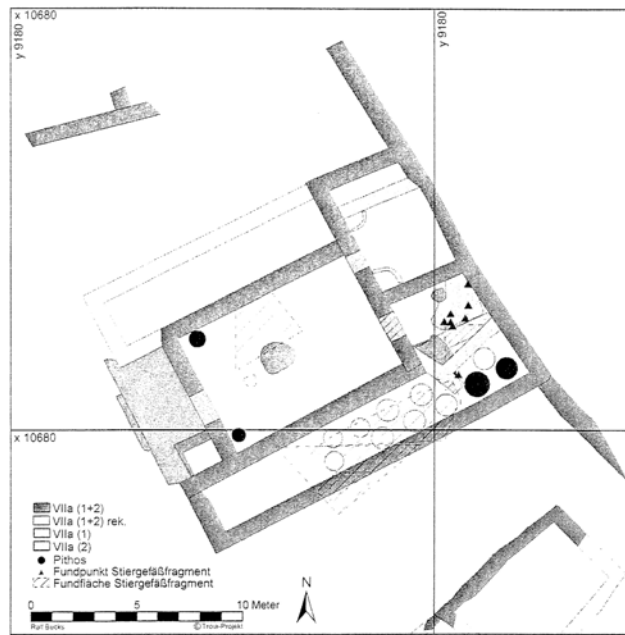 x 10680
y 9180
y 9180
x 10680
VIIa (1+2)
VIIa (1+2) rek.
VIIa (1)
VIIa (2)
Pithos
Fundpunkt Stiergefäßfragment
Fundfläche Stiergefäßfragment
N
0 5 10 Meter
Ralf Becks
©Troia-Projekt